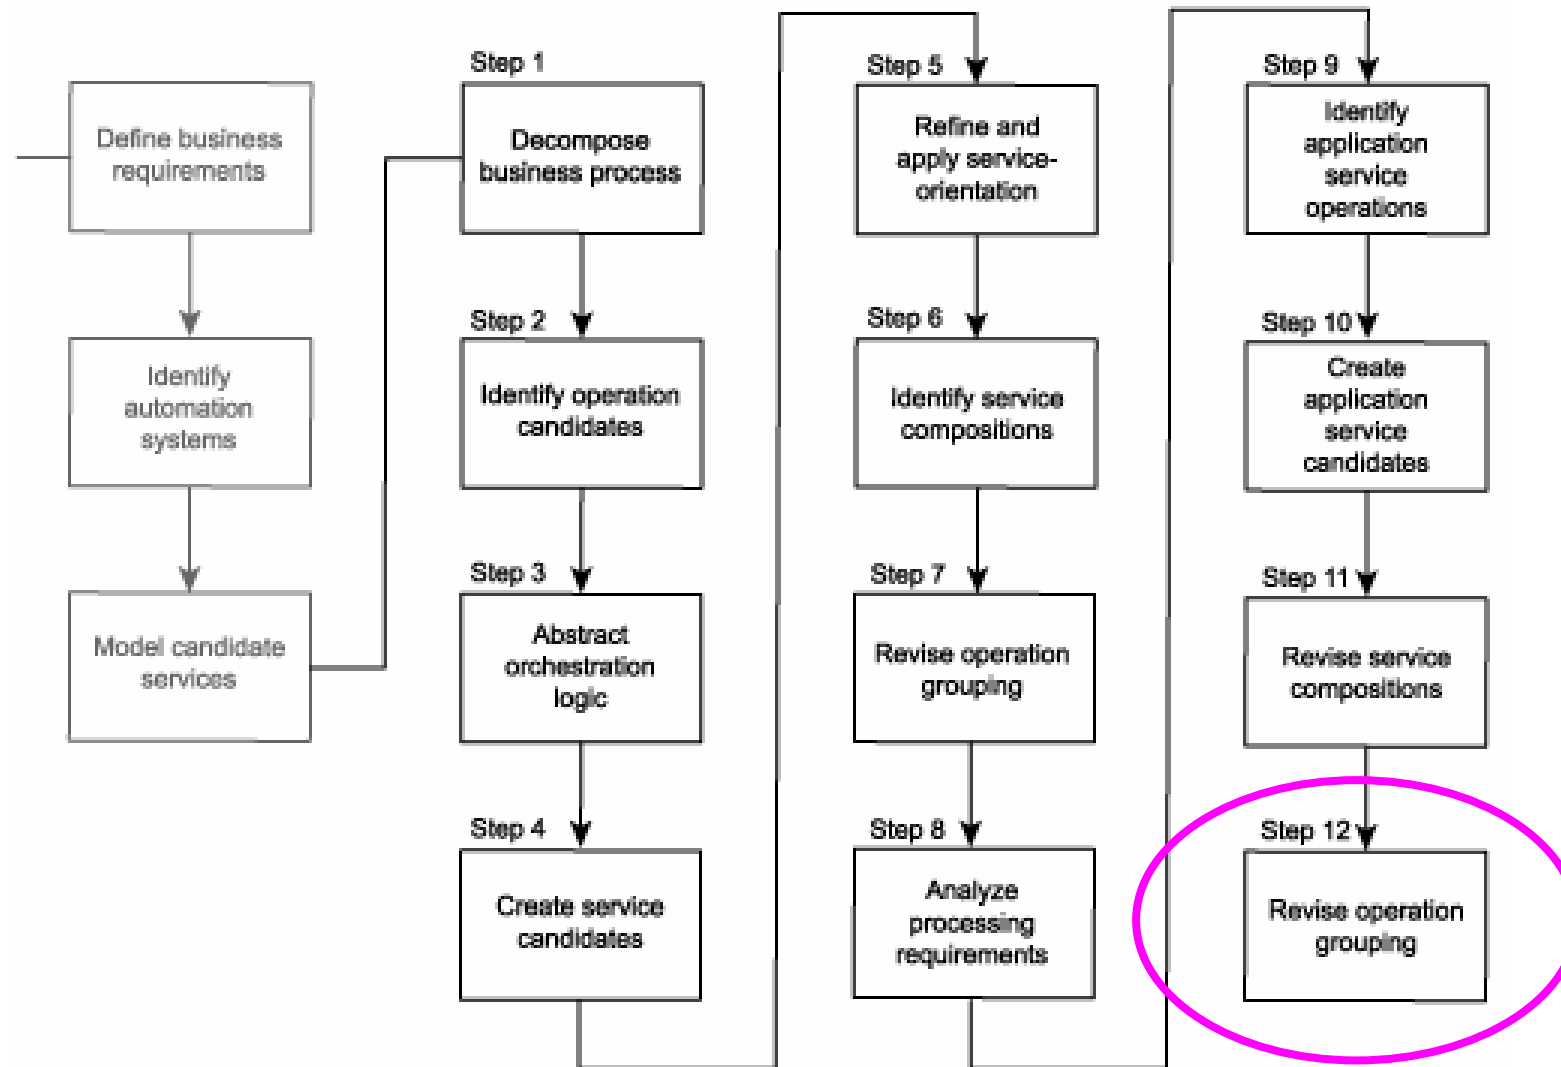 Define business
requirements
Identify
automation
systems
Model candidate
services
Step 1
Decompose
business process
Step 2
Identify operation
candidates
Step 3
Abstract
orchestration
logic
Step 4
Create service
candidates
Step 5
Refine and
apply service-
orientation
Step 6
Identify service
compositions
Step 7
Revise operation
grouping
Step 8
Analyze
processing
requirements
Step 9
Identify
application
service
operations
Step 10
Create
application
service
candidates
Step 11
Revise service
compositions
Step 12
Revise operation
grouping